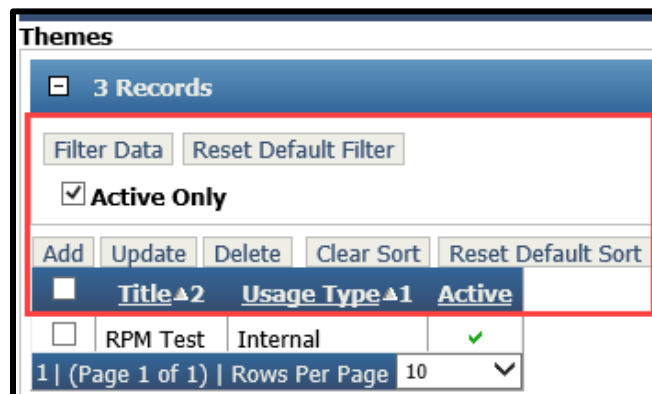 Themes
3 Records
Filter Data Reset Default Filter
Active Only
Add Update Delete Clear Sort Reset Default Sort
Title▲2 Usage Type▲1 Active
RPM Test Internal
1| (Page 1 of 1) | Rows Per Page 10